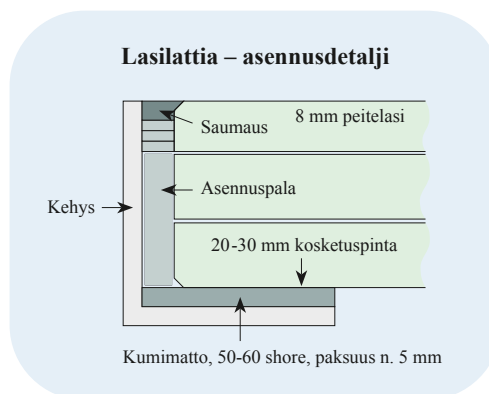 Lasilattia – asennusdetalji
8 mm peitelasi
Saumaus
Asennuspala
Kehys
20-30 mm kosketuspinta
Kumimatto, 50-60 shore, paksuus n. 5 mm